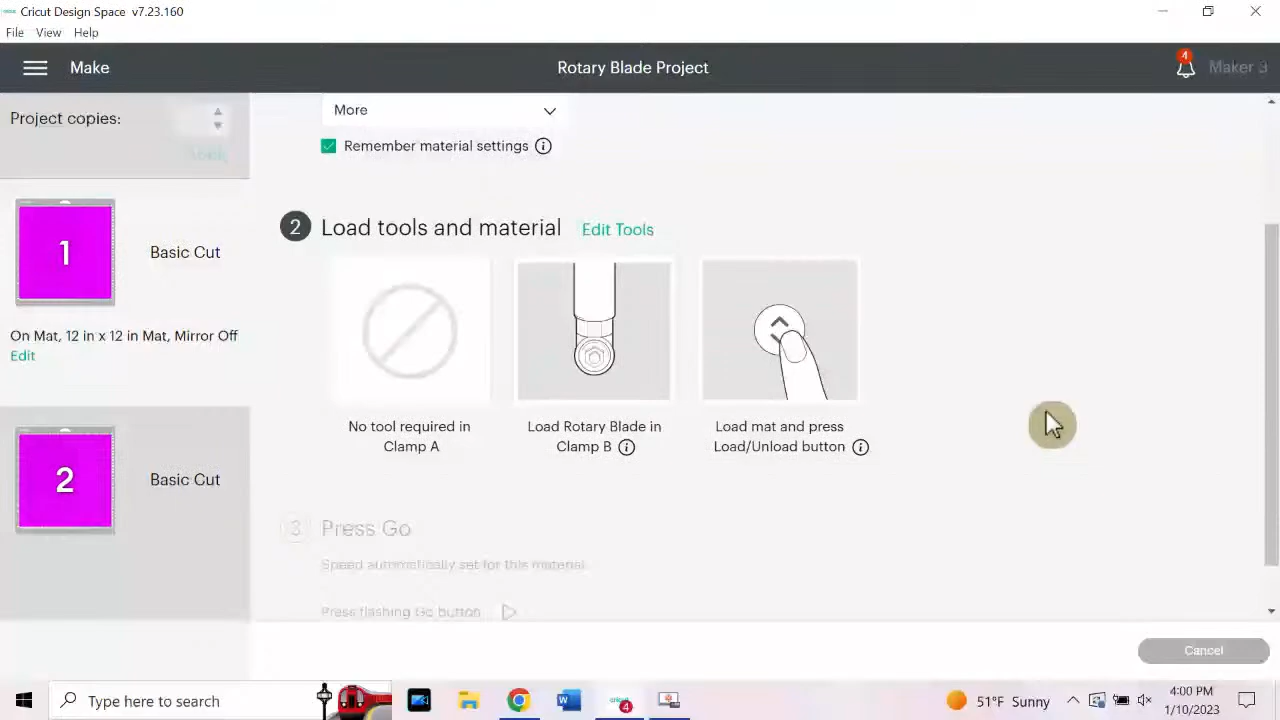 Cricut Design Space v7.23.160
File View Help
Make
Rotary Blade Project
4
Maker 3
Project copies:
More
Remember material settings
1
Basic Cut
2
Load tools and material
Edit Tools
On Mat, 12 in x 12 in Mat, Mirror Off
Edit
No tool required in
Clamp A
Load Rotary Blade in
Clamp B
Load mat and press
Load/Unload button
2
Basic Cut
3
Press Go
Speed automatically set for this material.
Press flashing Go button
Cancel
Type here to search
cricut
4
51°F Sunny
4:00 PM
1/10/2023